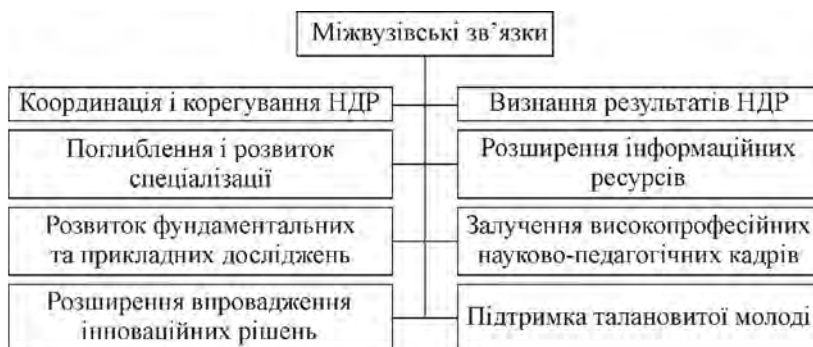 Міжвузівські зв’язки
Координація і корегування НДР
Визнання результатів НДР
Поглиблення і розвиток
спеціалізації
Розширення інформаційних
ресурсів
Розвиток фундаментальних
та прикладних досліджень
Залучення високопрофесійних
науково-педагогічних кадрів
Розширення впровадження
інноваційних рішень
Підтримка талановитої молоді